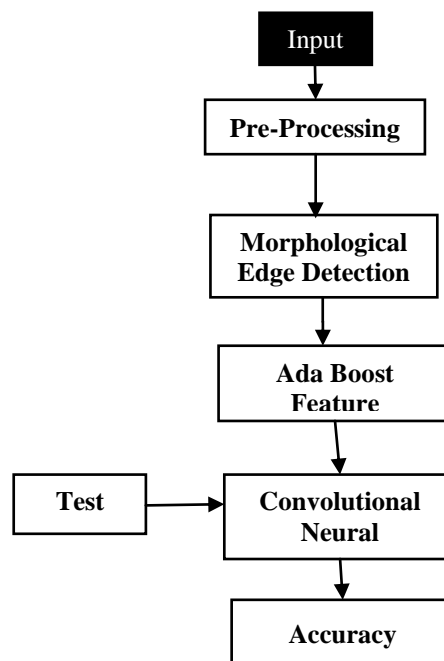 Input
Pre-Processing
Morphological
Edge Detection
Ada Boost
Feature
Test
Convolutional
Neural
Accuracy